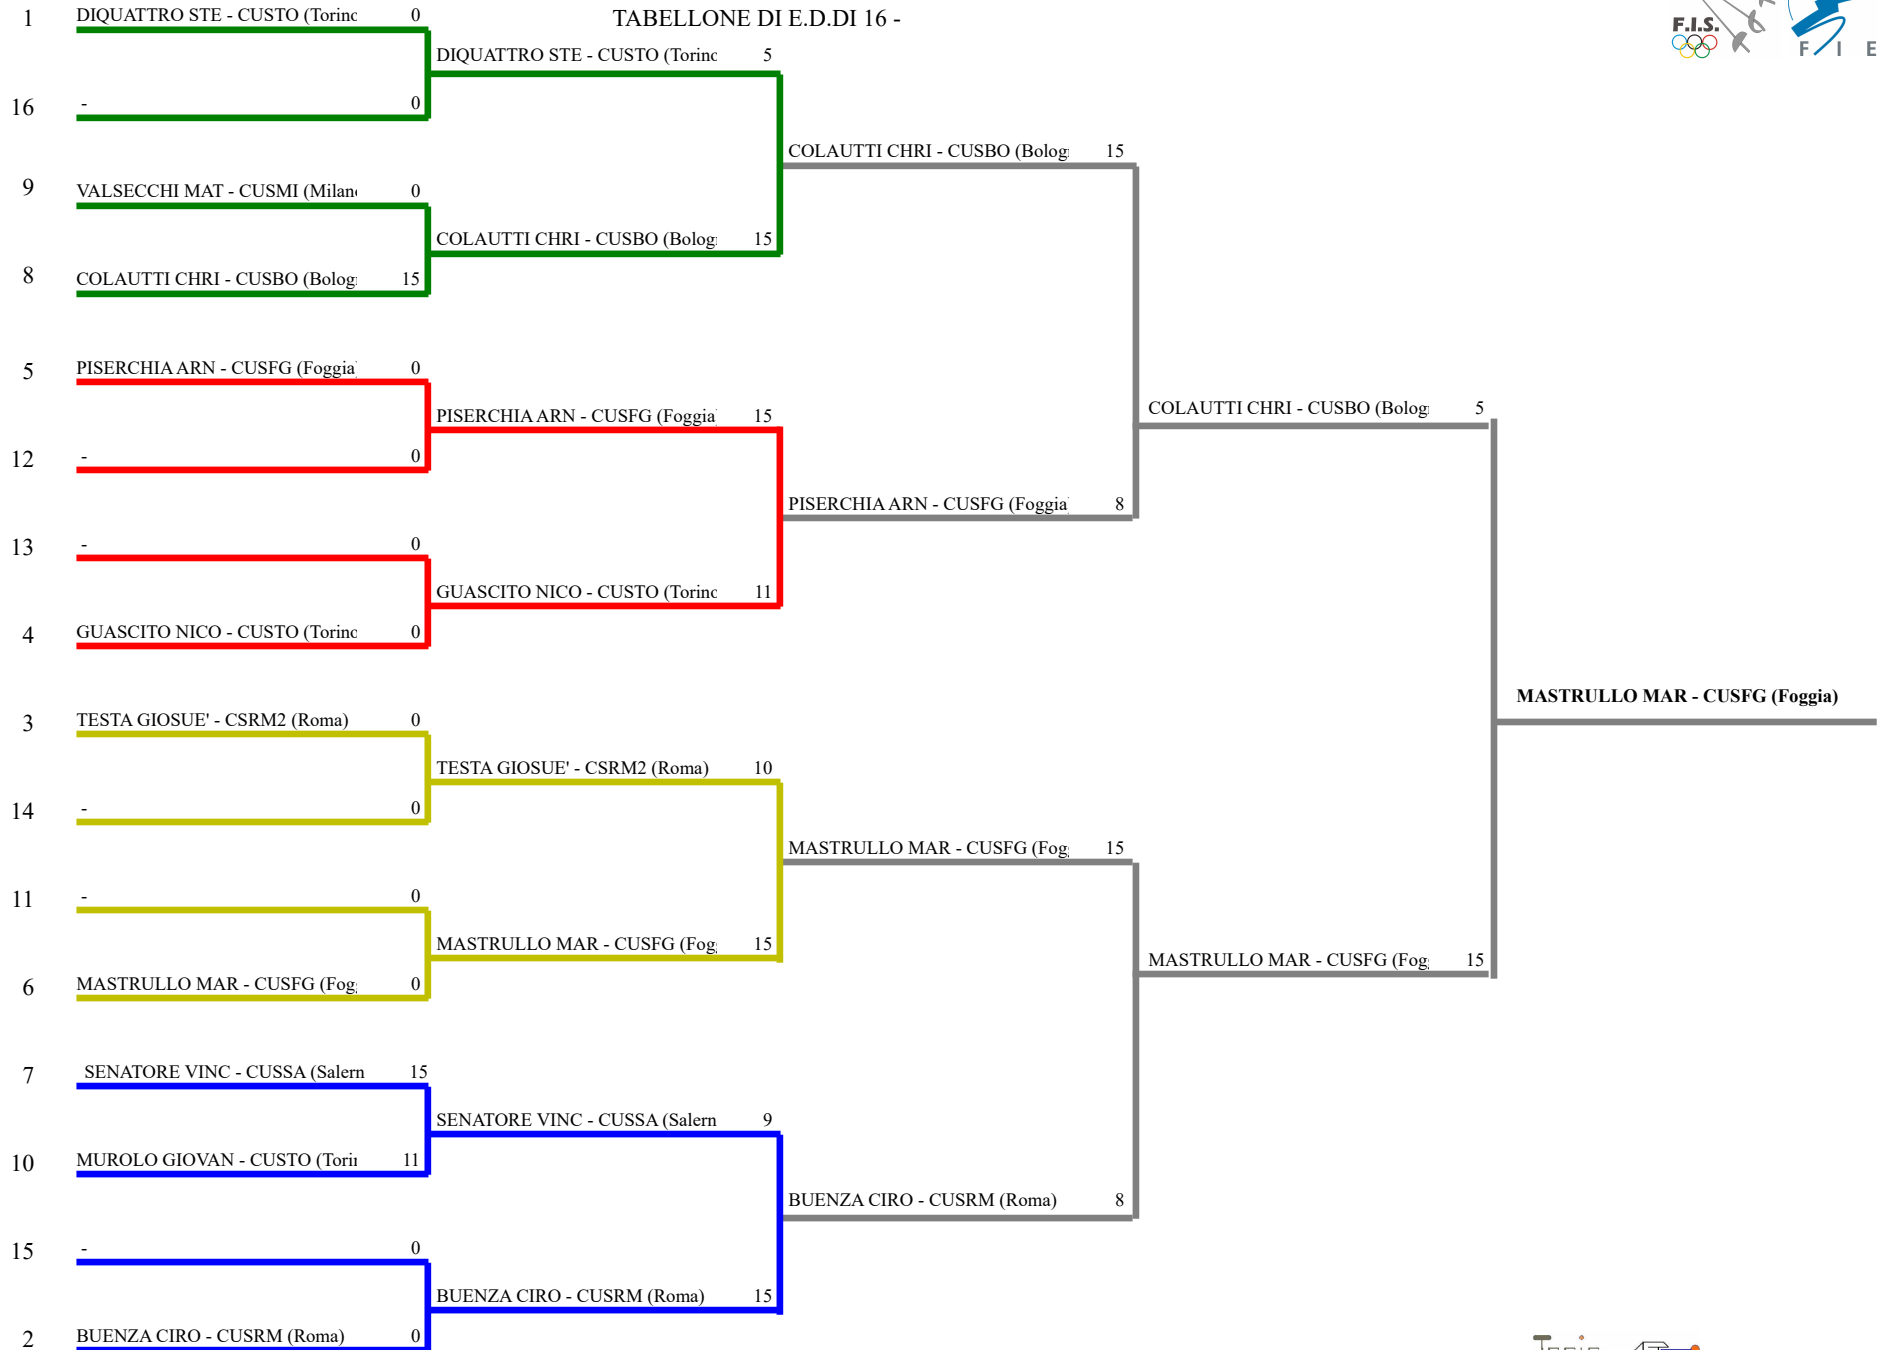 TABELLONE DI E.D.DI 16 -
F.I.S.
F I E
1 DIQUATTRO STE - CUSTO (Torino 0
DIQUATTRO STE - CUSTO (Torino 5
16 - 0
COLAUTTI CHRI - CUSBO (Bolog 15
9 VALSECCHI MAT - CUSMI (Milan 0
COLAUTTI CHRI - CUSBO (Bolog 15
8 COLAUTTI CHRI - CUSBO (Bolog 15
5 PISERCHIA ARN - CUSFG (Foggia 0
PISERCHIA ARN - CUSFG (Foggia 15
COLAUTTI CHRI - CUSBO (Bolog 5
12 - 0
PISERCHIA ARN - CUSFG (Foggia 8
13 - 0
GUASCITO NICO - CUSTO (Torino 11
4 GUASCITO NICO - CUSTO (Torino 0
MASTRULLO MAR - CUSFG (Foggia)
3 TESTA GIOSUE' - CSRM2 (Roma) 0
TESTA GIOSUE' - CSRM2 (Roma) 10
14 - 0
MASTRULLO MAR - CUSFG (Fog 15
11 - 0
MASTRULLO MAR - CUSFG (Fog 15
MASTRULLO MAR - CUSFG (Fog 15
6 MASTRULLO MAR - CUSFG (Fog 0
7 SENATORE VINC - CUSSA (Salern 15
SENATORE VINC - CUSSA (Salern 9
10 MUROLO GIOVAN - CUSTO (Tori 11
BUENZA CIRO - CUSRM (Roma) 8
15 - 0
BUENZA CIRO - CUSRM (Roma) 15
2 BUENZA CIRO - CUSRM (Roma) 0